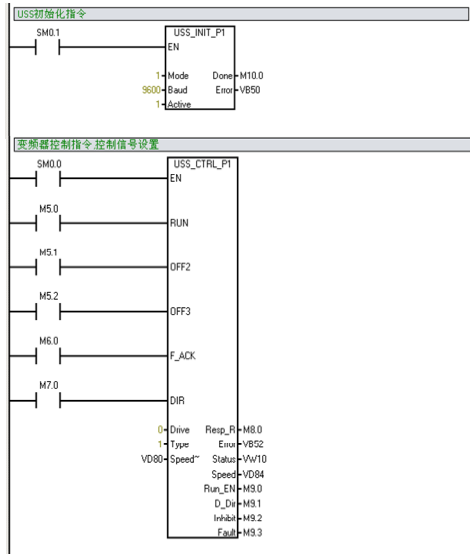 USS初始化指令
SM0.1
USS_INIT_P1
EN
1 Mode Done M10.0
9600 Baud Error VB50
1 Active
变频器控制指令,控制信号设置
SM0.0
USS_CTRL_P1
EN
M5.0
RUN
M5.1
OFF2
M5.2
OFF3
M6.0
F_ACK
M7.0
DIR
0 Drive Resp_R M8.0
1 Type Error VB52
VD80 Speed~ Status VW10
Speed VD84
Run_EN M9.0
D_Dir M9.1
Inhibit M9.2
Fault M9.3